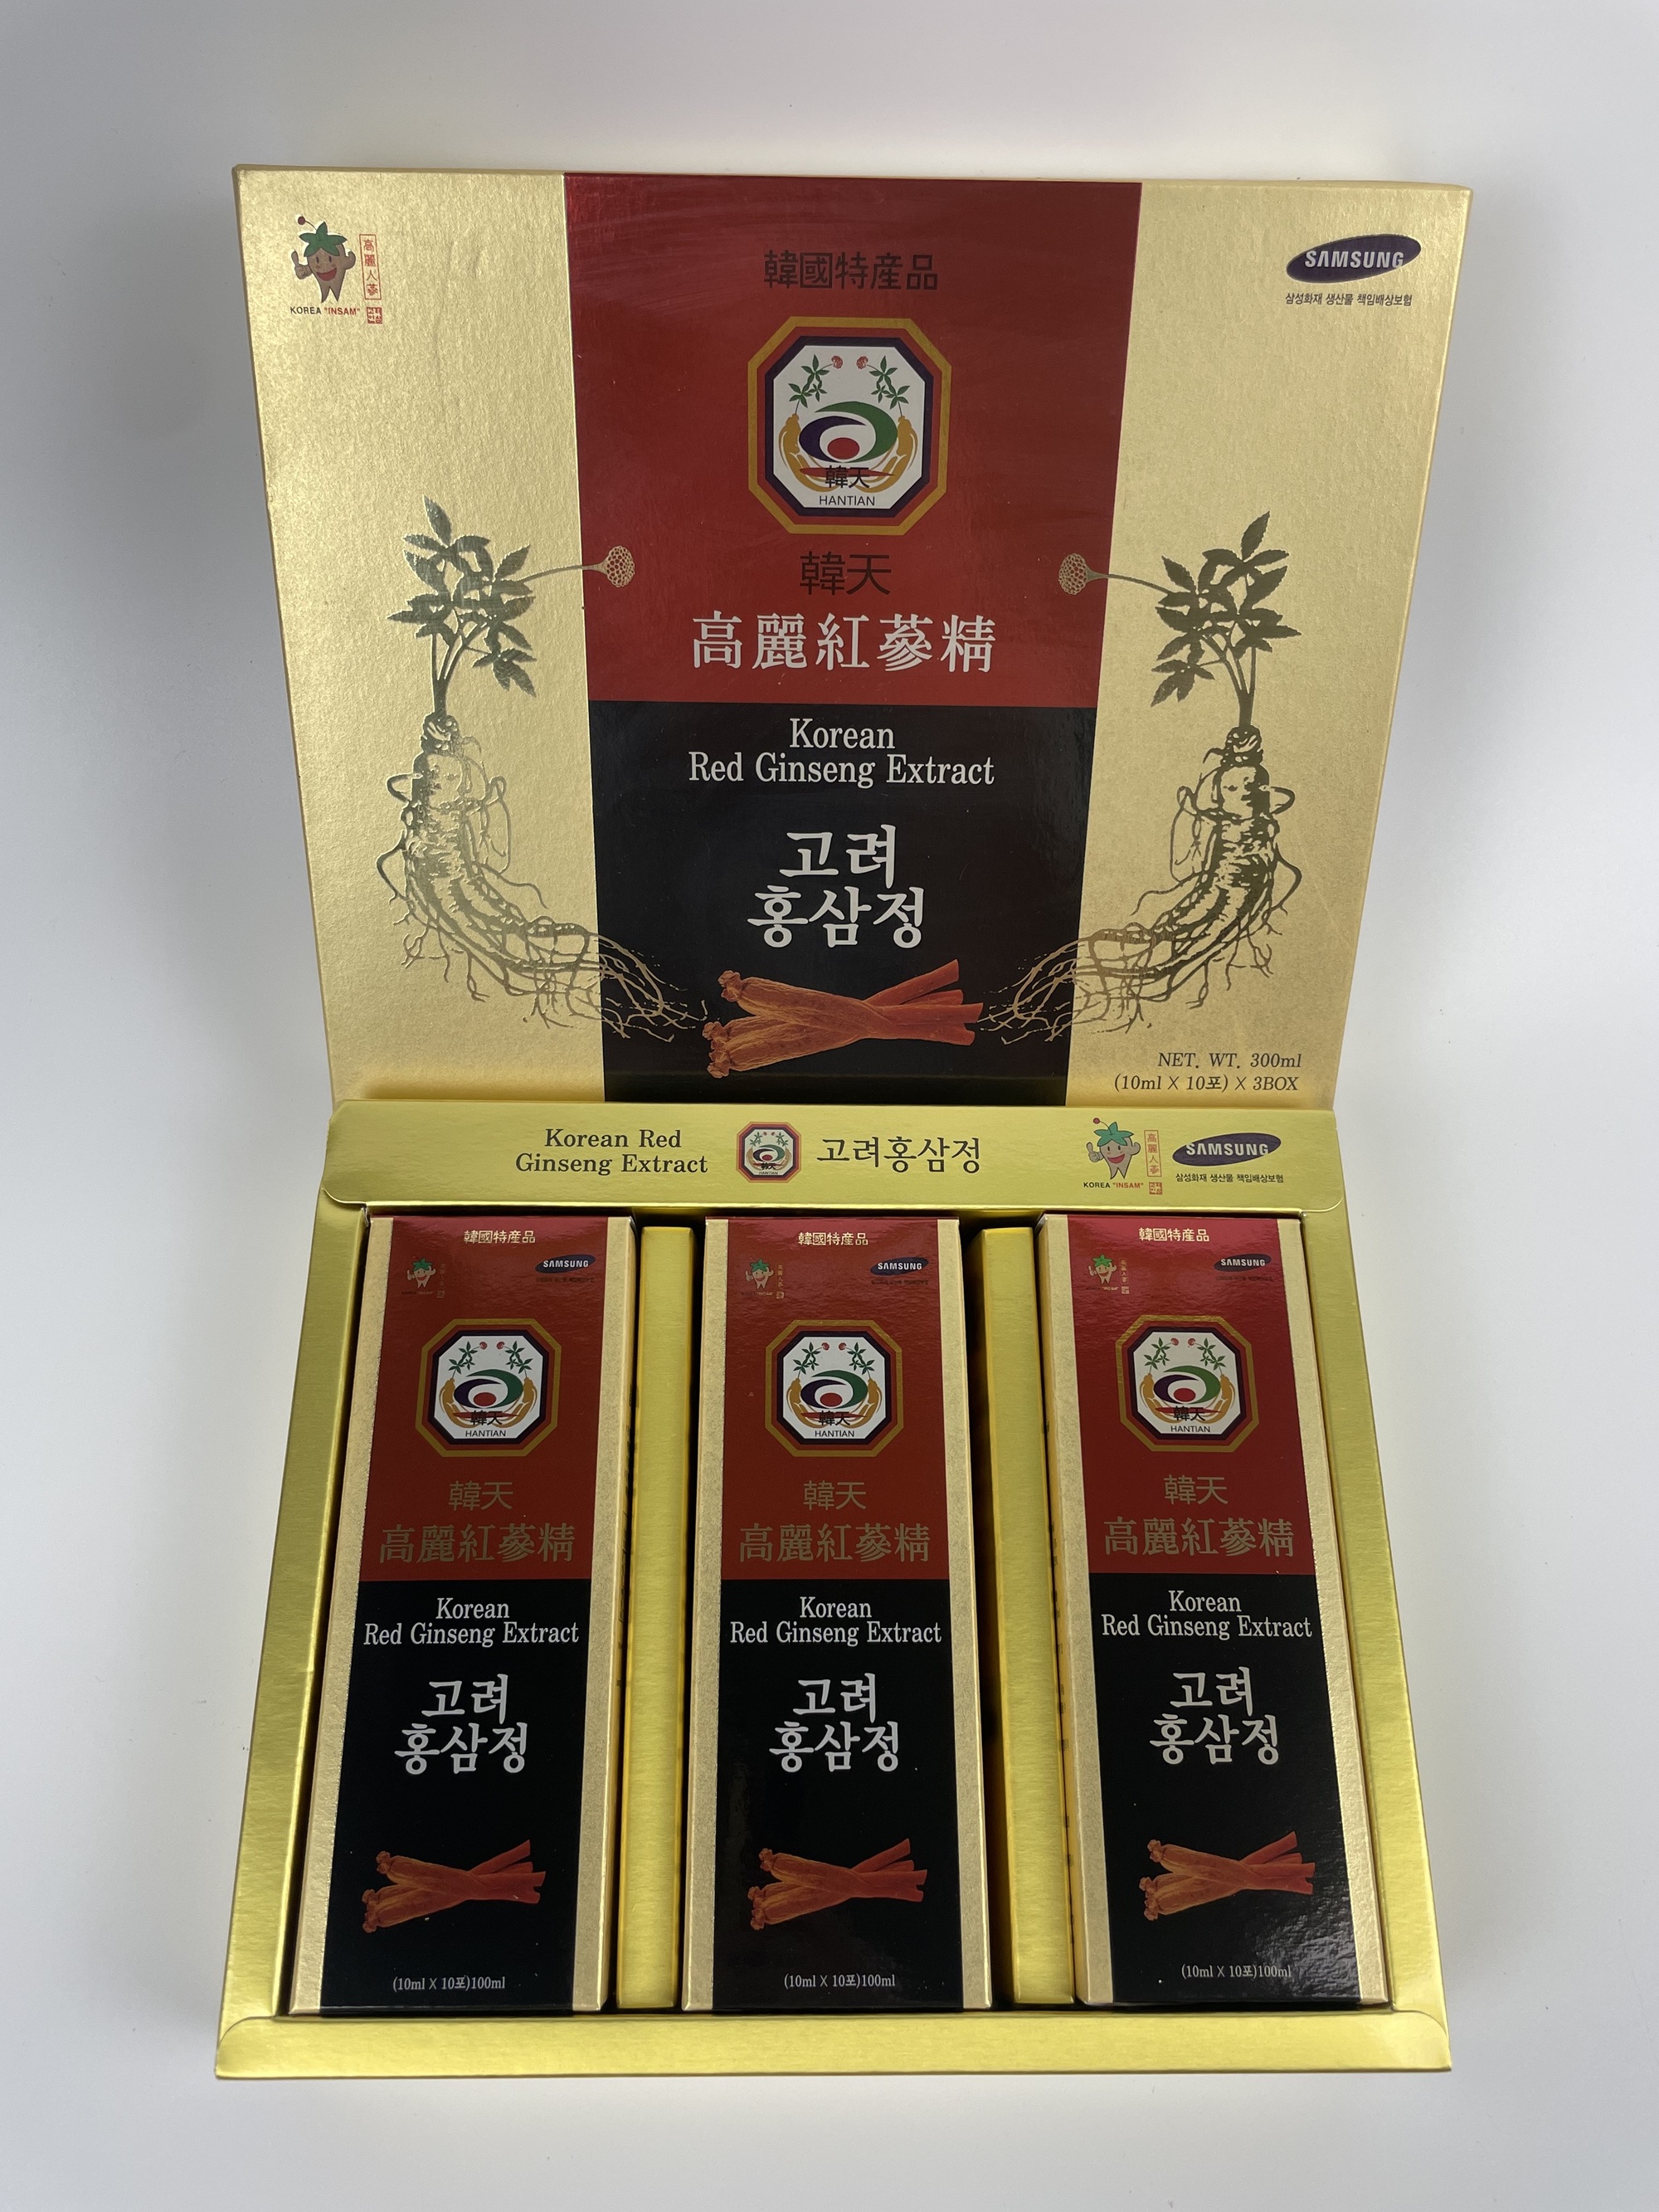 高麗人蔘
KOREA "INSAM"
韓國特産品
SAMSUNG
삼성화재 생산물 책임배상보험
韓天
HANTIAN
韓天
高麗紅蔘精
Korean
Red Ginseng Extract
고려
홍삼정
NET. WT. 300ml
(10ml X 10포) X 3BOX
Korean Red
Ginseng Extract
韓天
HANTIAN
고려홍삼정
高麗人蔘
KOREA "INSAM"
SAMSUNG
삼성화재 생산물 책임배상보험
韓國特産品
SAMSUNG
韓天
HANTIAN
韓天
高麗紅蔘精
Korean
Red Ginseng Extract
고려
홍삼정
(10ml X 10포)100ml
韓國特産品
SAMSUNG
韓天
HANTIAN
韓天
高麗紅蔘精
Korean
Red Ginseng Extract
고려
홍삼정
(10ml X 10포)100ml
韓國特産品
SAMSUNG
韓天
HANTIAN
韓天
高麗紅蔘精
Korean
Red Ginseng Extract
고려
홍삼정
(10ml X 10포)100ml